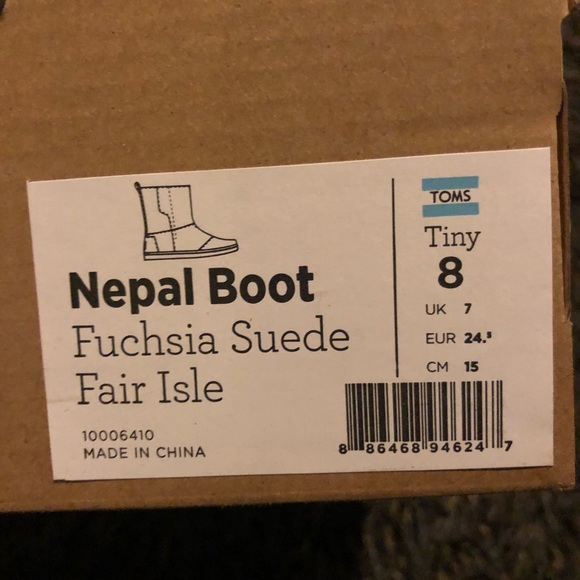 Nepal Boot
Fuchsia Suede
Fair Isle
10006410
MADE IN CHINA
TOMS
Tiny
8
UK 7
EUR 24.⁵
CM 15
8 86468 94624 7